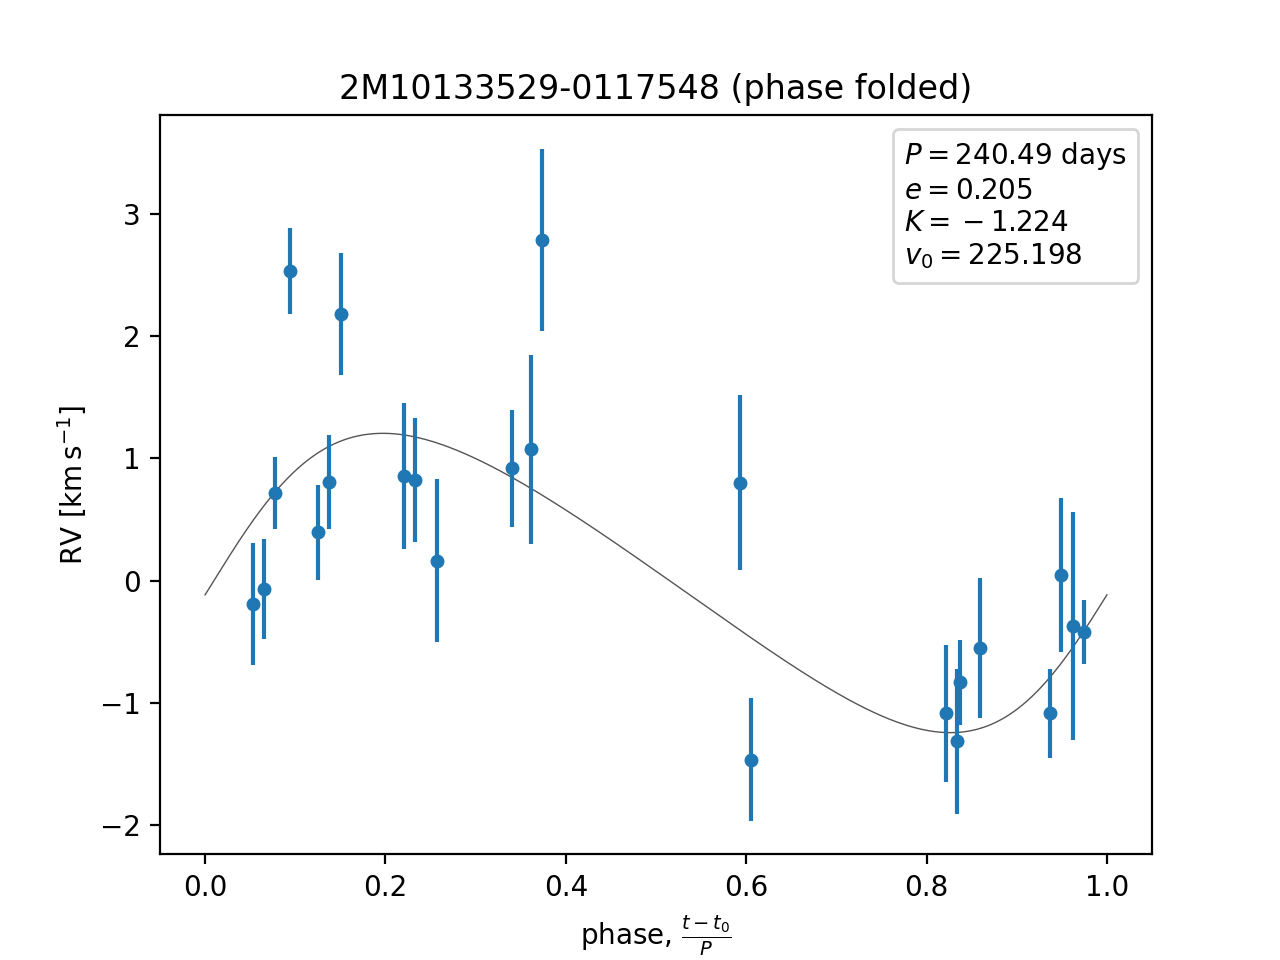 2M10133529-0117548 (phase folded)
P = 240.49 days
e = 0.205
K = −1.224
v₀ = 225.198
3
2
1
0
−1
−2
RV [km s⁻¹]
0.0 0.2 0.4 0.6 0.8 1.0
phase, (t − t₀)/P